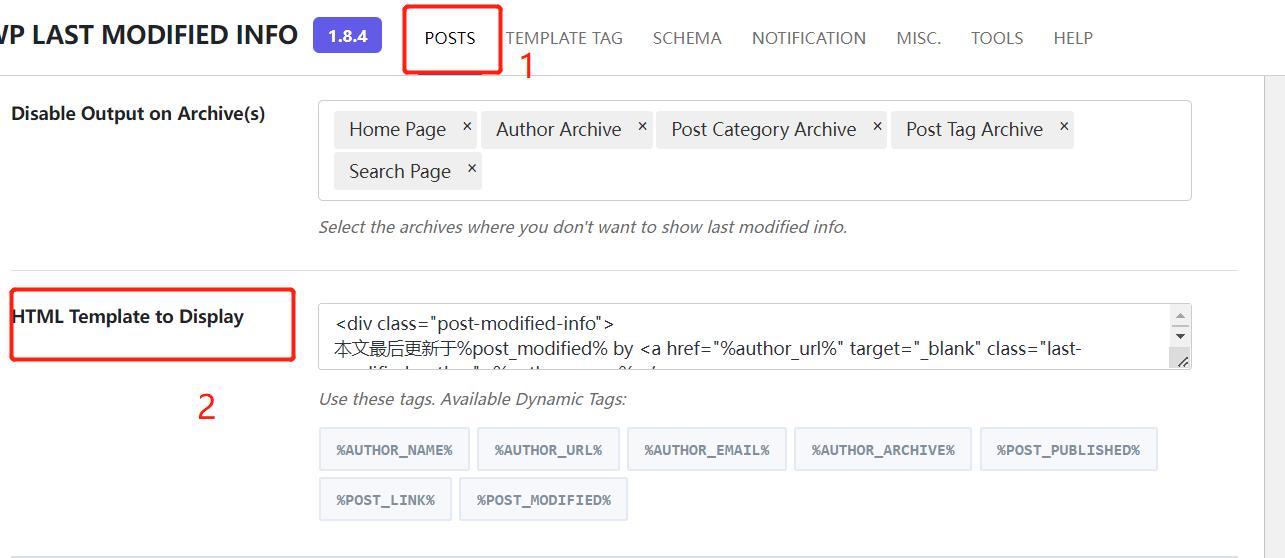 WP LAST MODIFIED INFO 1.8.4 POSTS TEMPLATE TAG SCHEMA NOTIFICATION MISC. TOOLS HELP
1
Disable Output on Archive(s)
Home Page × Author Archive × Post Category Archive × Post Tag Archive ×
Search Page ×
Select the archives where you don't want to show last modified info.
HTML Template to Display
<div class="post-modified-info">
本文最后更新于%post_modified% by <a href="%author_url%" target="_blank" class="last-
2
Use these tags. Available Dynamic Tags:
%AUTHOR_NAME% %AUTHOR_URL% %AUTHOR_EMAIL% %AUTHOR_ARCHIVE% %POST_PUBLISHED%
%POST_LINK% %POST_MODIFIED%